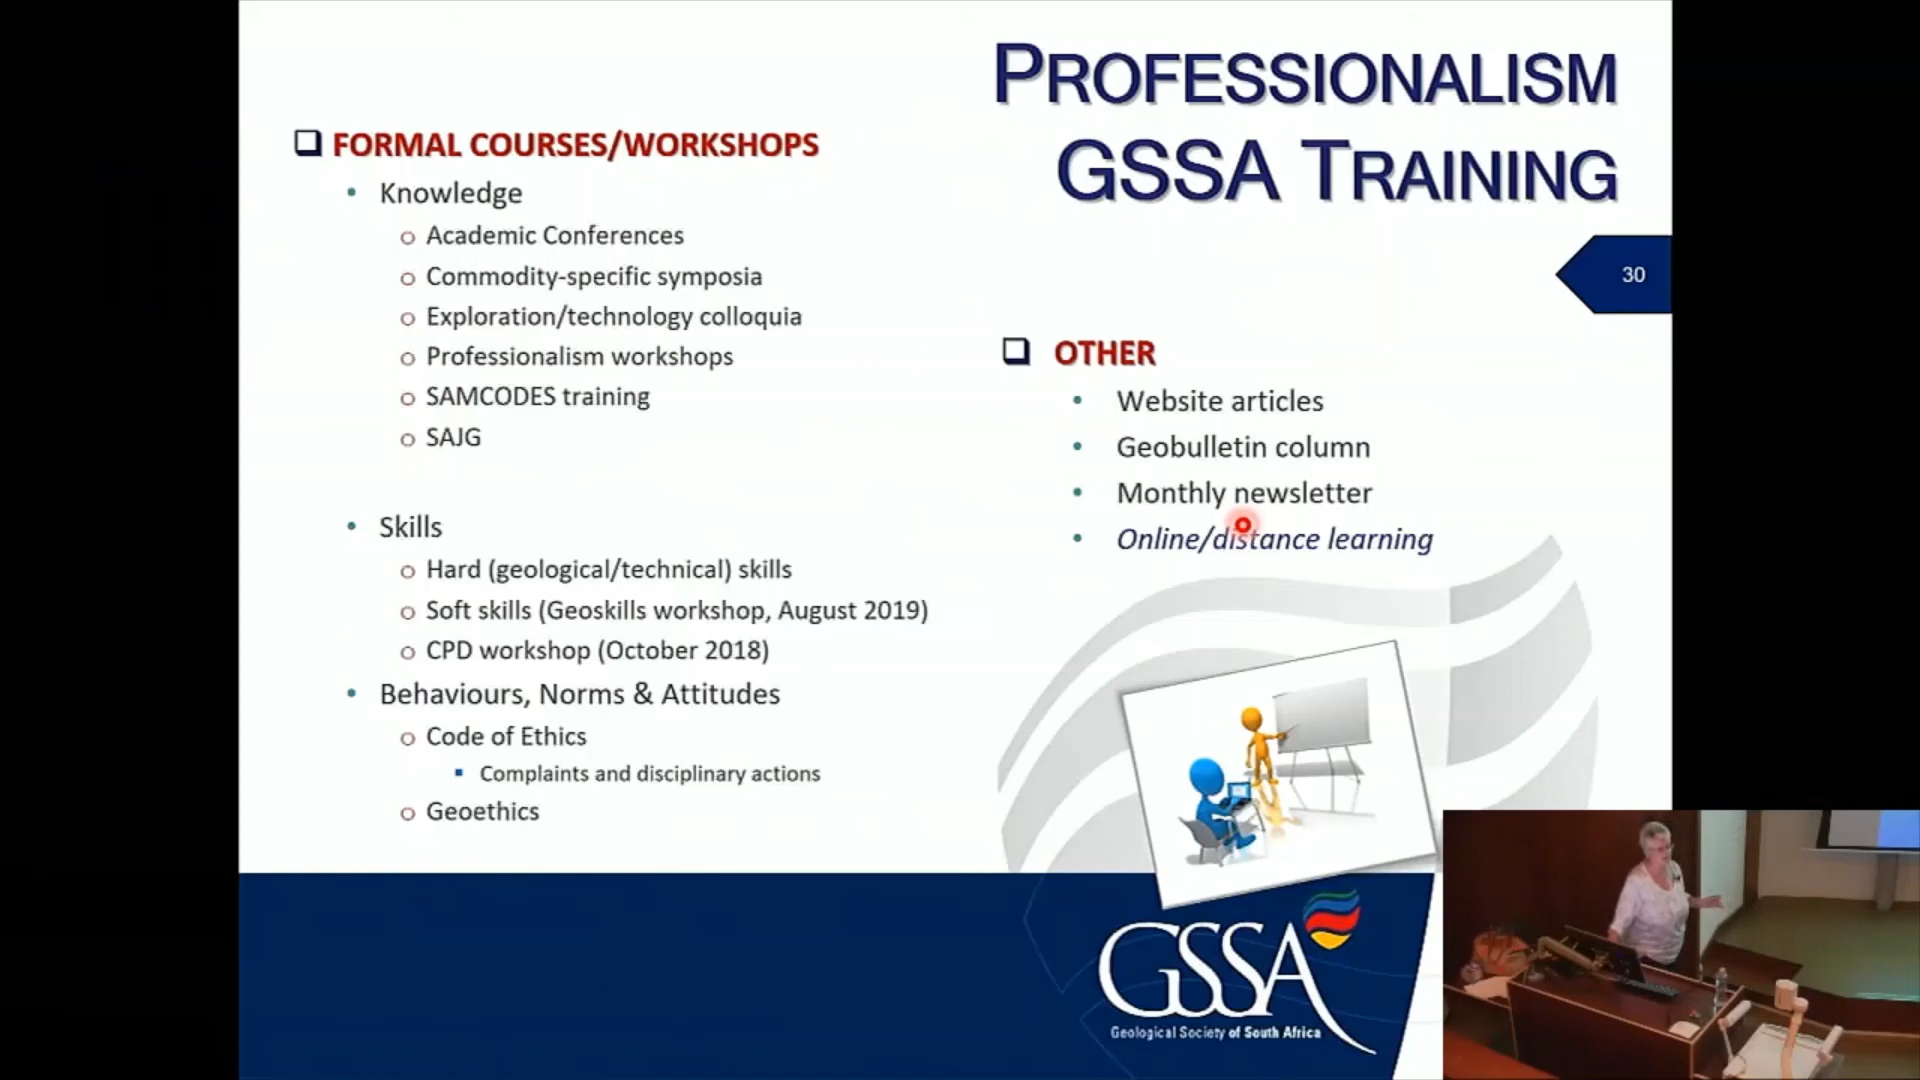 PROFESSIONALISM
GSSA TRAINING
30
FORMAL COURSES/WORKSHOPS
Knowledge
Academic Conferences
Commodity-specific symposia
Exploration/technology colloquia
Professionalism workshops
SAMCODES training
SAJG
Skills
Hard (geological/technical) skills
Soft skills (Geoskills workshop, August 2019)
CPD workshop (October 2018)
Behaviours, Norms & Attitudes
Code of Ethics
Complaints and disciplinary actions
Geoethics
OTHER
Website articles
Geobulletin column
Monthly newsletter
Online/distance learning
GSSA
Geological Society of South Africa